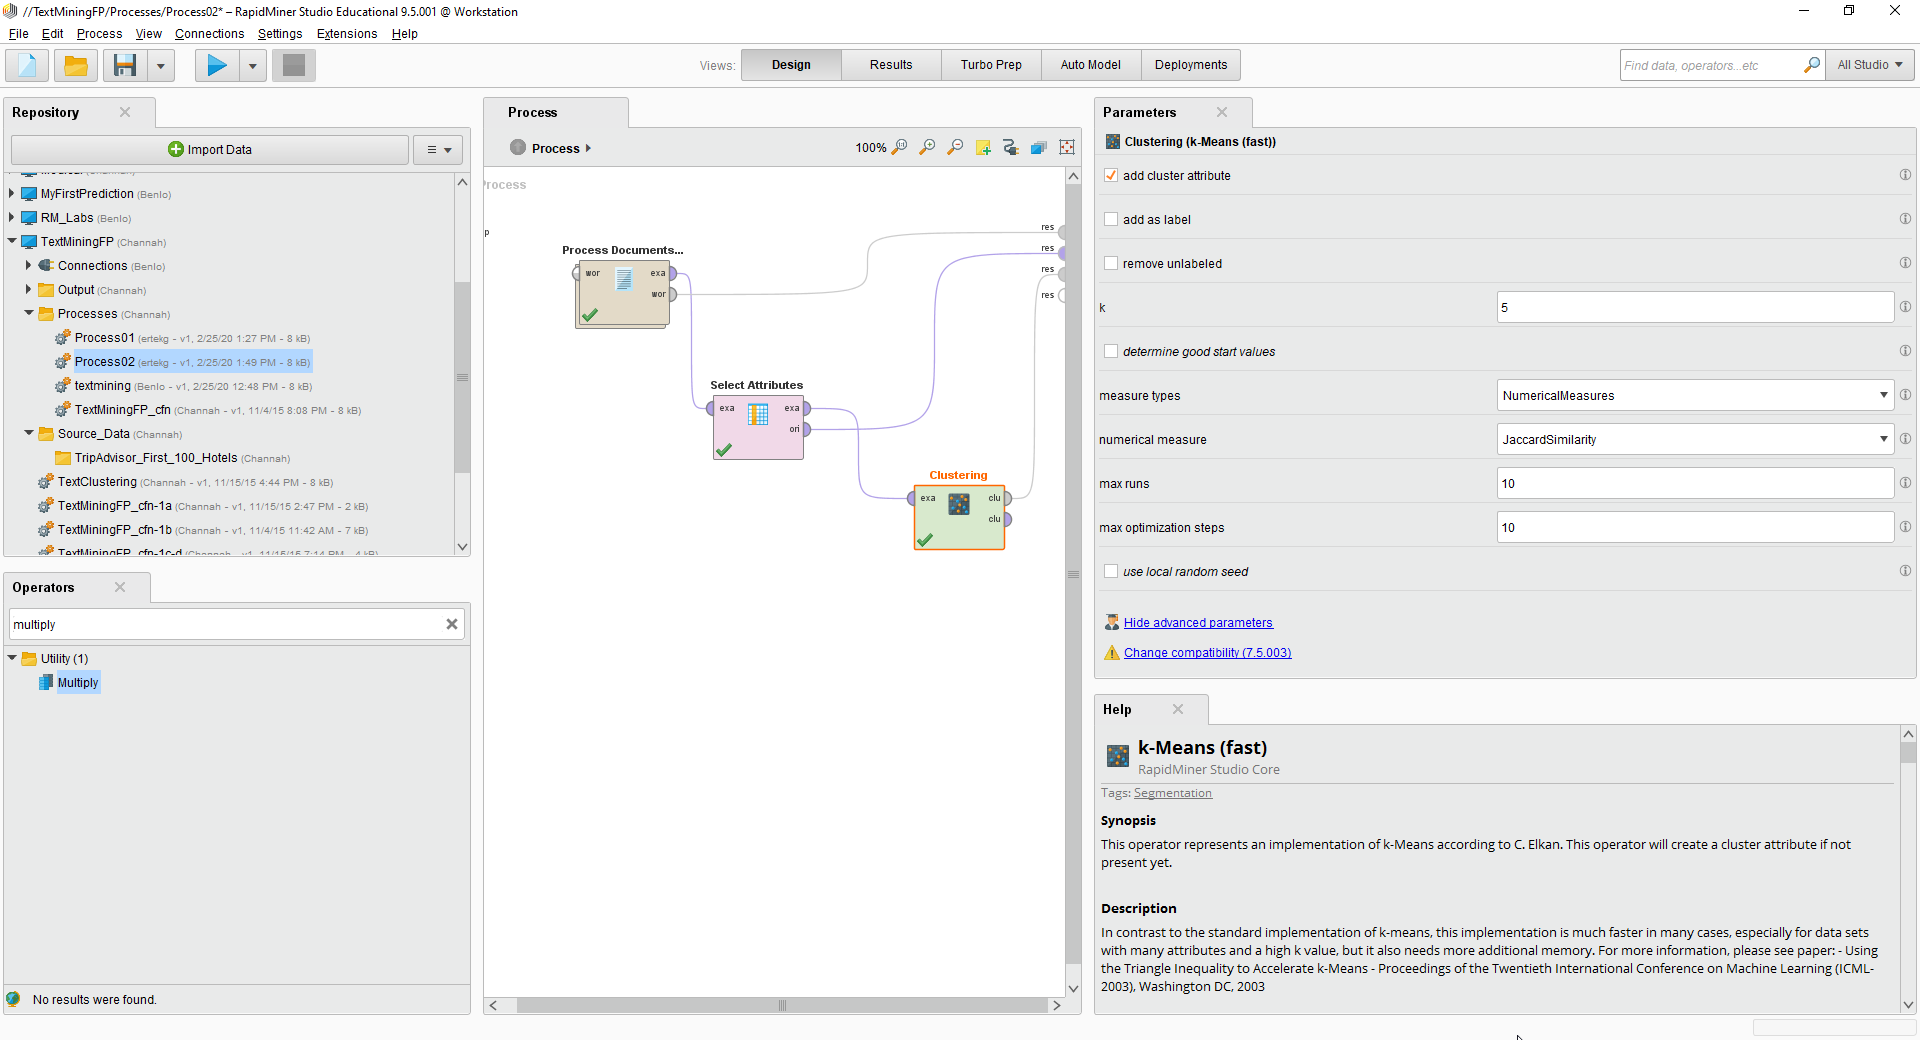 //TextMiningFP/Processes/Process02* – RapidMiner Studio Educational 9.5.001 @ Workstation
File Edit Process View Connections Settings Extensions Help
Views: Design Results Turbo Prep Auto Model Deployments
Find data, operators...etc All Studio
Repository
Import Data
MyFirstPrediction (Benlo)
RM_Labs (Benlo)
TextMiningFP (Channah)
Connections (Benlo)
Output (Channah)
Processes (Channah)
Process01 (ertekg - v1, 2/25/20 1:27 PM - 8 kB)
Process02 (ertekg - v1, 2/25/20 1:49 PM - 8 kB)
textmining (Benlo - v1, 2/25/20 12:48 PM - 8 kB)
TextMiningFP_cfn (Channah - v1, 11/4/15 8:08 PM - 8 kB)
Source_Data (Channah)
TripAdvisor_First_100_Hotels (Channah)
TextClustering (Channah - v1, 11/15/15 4:44 PM - 8 kB)
TextMiningFP_cfn-1a (Channah - v1, 11/15/15 2:47 PM - 2 kB)
TextMiningFP_cfn-1b (Channah - v1, 11/4/15 11:42 AM - 7 kB)
TextMiningFP_cfn-1c-d (Channah - v1, 11/15/15 7:14 PM - 4 kB)
Operators
multiply
Utility (1)
Multiply
No results were found.
Process
Process
100%
Process
p
res
res
res
res
Process Documents...
wor exa
wor
Select Attributes
exa exa
ori
Clustering
exa clu
clu
Parameters
Clustering (k-Means (fast))
add cluster attribute
add as label
remove unlabeled
k 5
determine good start values
measure types NumericalMeasures
numerical measure JaccardSimilarity
max runs 10
max optimization steps 10
use local random seed
Hide advanced parameters
Change compatibility (7.5.003)
Help
k-Means (fast)
RapidMiner Studio Core
Tags: Segmentation
Synopsis
This operator represents an implementation of k-Means according to C. Elkan. This operator will create a cluster attribute if not
present yet.
Description
In contrast to the standard implementation of k-means, this implementation is much faster in many cases, especially for data sets
with many attributes and a high k value, but it also needs more additional memory. For more information, please see paper: - Using
the Triangle Inequality to Accelerate k-Means - Proceedings of the Twentieth International Conference on Machine Learning (ICML-
2003), Washington DC, 2003